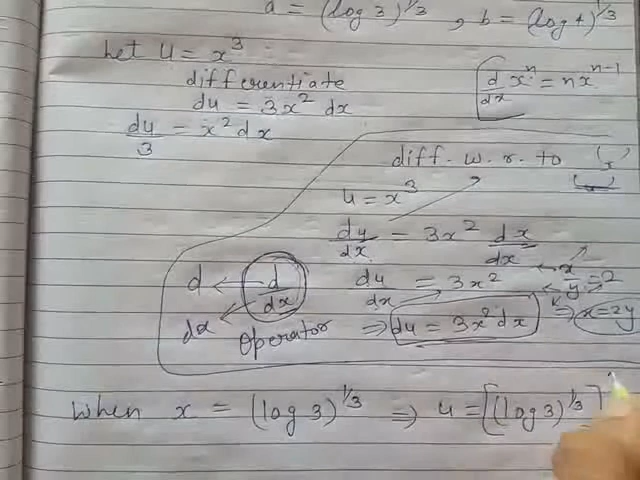 a = (log 3)^1/3 , b = (log 4)^1/3
Let u = x^3
differentiate
du = 3x^2 dx
d/dx x^n = nx^n-1
du/3 = x^2 dx
diff. w. r. to (x)
u = x^3
du/dx = 3x^2 dx/dx
d ← d/dx
dx
operator
du/dx = 3x^2
x/y = 2
⇒ du = 3x^2 dx ⇒ x = 2y
When x = (log 3)^1/3 ⇒ u = [(log 3)^1/3]